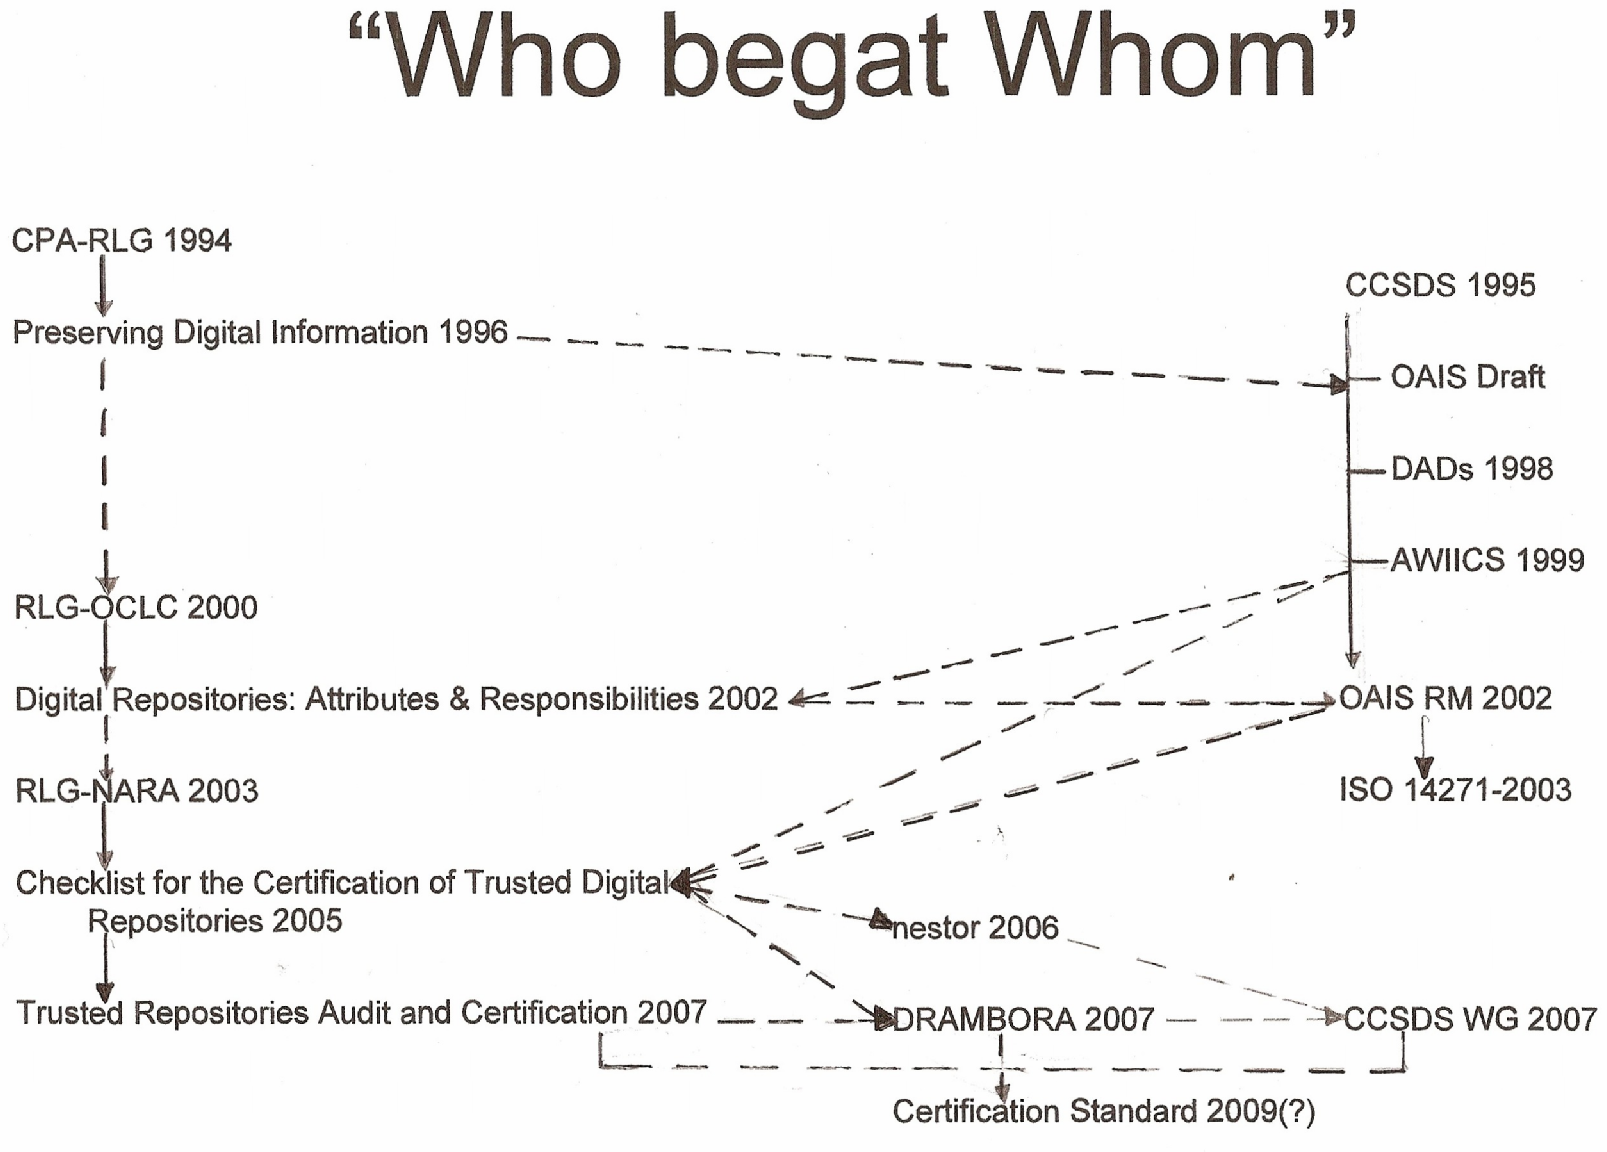 “Who begat Whom”
CPA-RLG 1994
CCSDS 1995
Preserving Digital Information 1996
OAIS Draft
DADs 1998
AWIICS 1999
RLG-OCLC 2000
Digital Repositories: Attributes & Responsibilities 2002
OAIS RM 2002
RLG-NARA 2003
ISO 14271-2003
Checklist for the Certification of Trusted Digital
Repositories 2005
nestor 2006
Trusted Repositories Audit and Certification 2007
DRAMBORA 2007
CCSDS WG 2007
Certification Standard 2009(?)